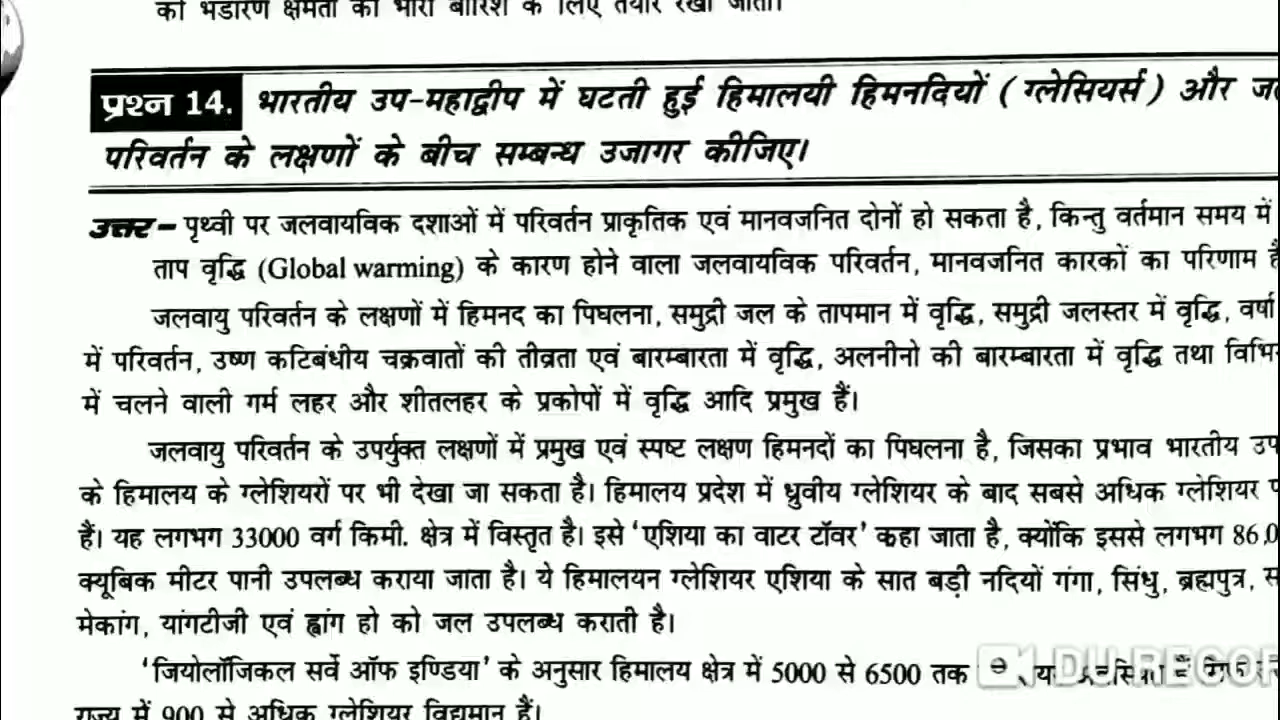 की भंडारण क्षमता को भारी बारिश के लिए तैयार रखा जाता।
प्रश्न 14. भारतीय उप-महाद्वीप में घटती हुई हिमालयी हिमनदियों (ग्लेसियर्स) और
परिवर्तन के लक्षणों के बीच सम्बन्ध उजागर कीजिए।
उत्तर– पृथ्वी पर जलवायविक दशाओं में परिवर्तन प्राकृतिक एवं मानवजनित दोनों हो सकता है, किन्तु वर्तमान समय में
ताप वृद्धि (Global warming) के कारण होने वाला जलवायविक परिवर्तन, मानवजनित कारकों का परिणाम
जलवायु परिवर्तन के लक्षणों में हिमनद का पिघलना, समुद्री जल के तापमान में वृद्धि, समुद्री जलस्तर में वृद्धि, वर्षा
में परिवर्तन, उष्ण कटिबंधीय चक्रवातों की तीव्रता एवं बारम्बारता में वृद्धि, अलनीनो की बारम्बारता में वृद्धि तथा
में चलने वाली गर्म लहर और शीतलहर के प्रकोपों में वृद्धि आदि प्रमुख हैं।
जलवायु परिवर्तन के उपर्युक्त लक्षणों में प्रमुख एवं स्पष्ट लक्षण हिमनदों का पिघलना है, जिसका प्रभाव भारतीय
के हिमालय के ग्लेशियरों पर भी देखा जा सकता है। हिमालय प्रदेश में ध्रुवीय ग्लेशियर के बाद सबसे अधिक ग्लेशियर
हैं। यह लगभग 33000 वर्ग किमी. क्षेत्र में विस्तृत है। इसे ‘एशिया का वाटर टॉवर’ कहा जाता है, क्योंकि इससे लगभग
क्यूबिक मीटर पानी उपलब्ध कराया जाता है। ये हिमालयन ग्लेशियर एशिया के सात बड़ी नदियों गंगा, सिंधु, ब्रह्मपुत्र,
मेकांग, यांगटीजी एवं ह्वांग हो को जल उपलब्ध कराती है।
‘जियोलॉजिकल सर्वे ऑफ इण्डिया’ के अनुसार हिमालय क्षेत्र में 5000 से 6500 तक
राज्य में 900 से अधिक ग्लेशियर विद्यमान हैं।
DU RECOR